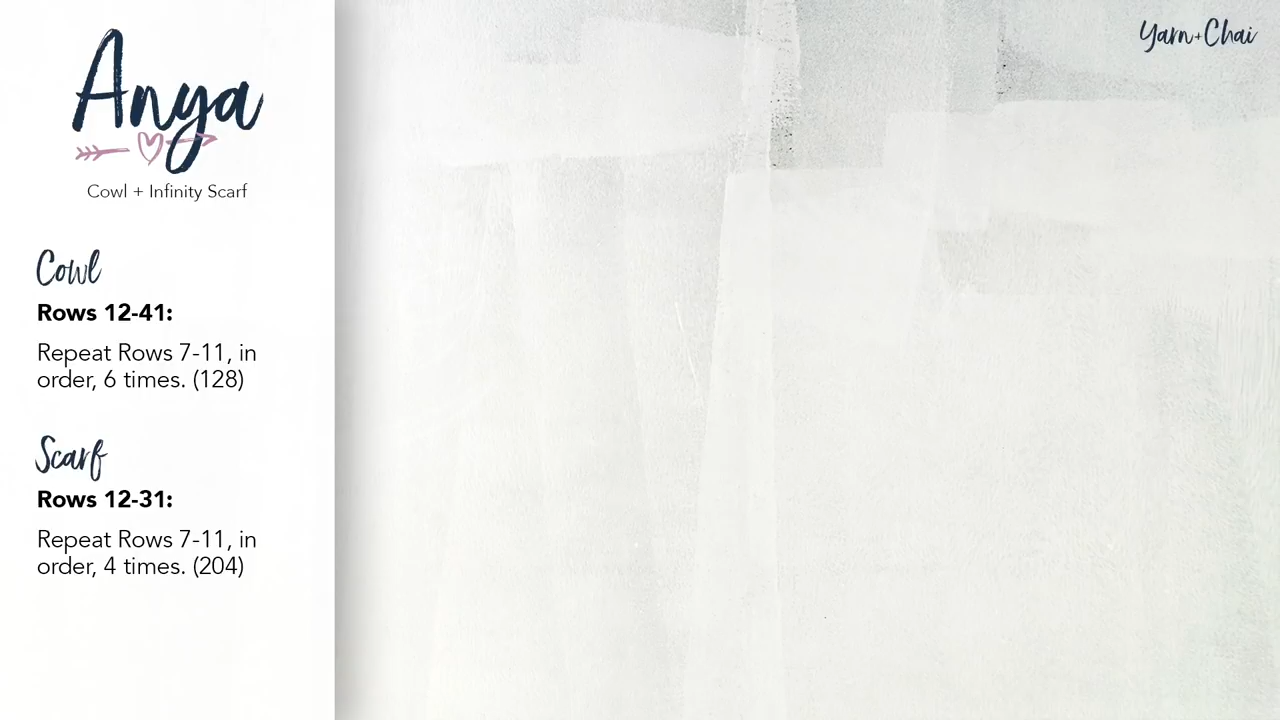 Yarn+Chai
Anya
Cowl + Infinity Scarf
Cowl
Rows 12-41:
Repeat Rows 7-11, in
order, 6 times. (128)
Scarf
Rows 12-31:
Repeat Rows 7-11, in
order, 4 times. (204)